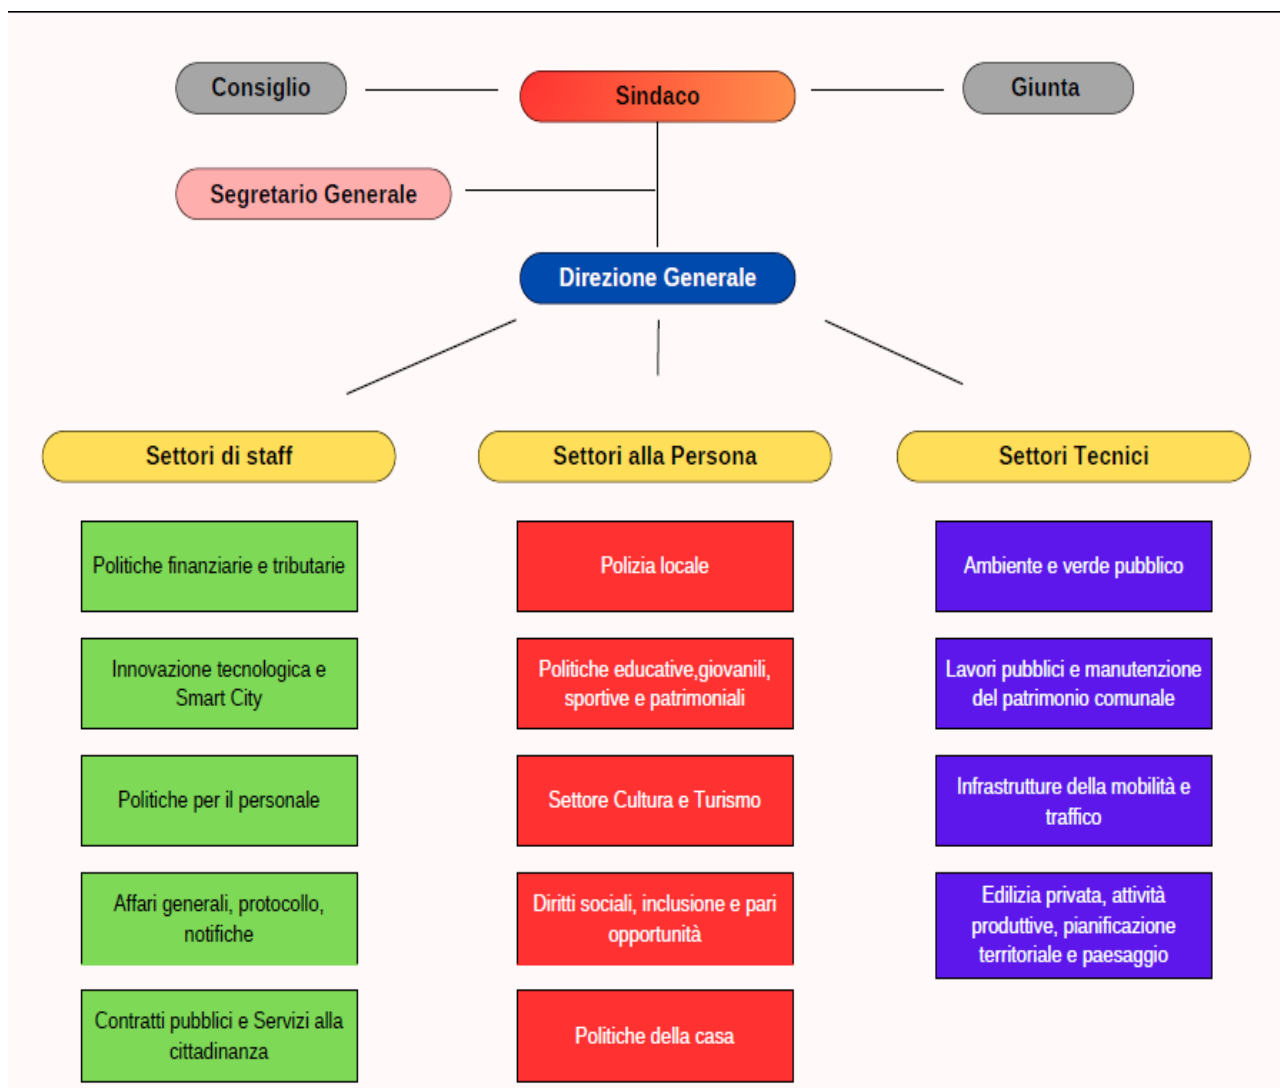 Consiglio
Sindaco
Giunta
Segretario Generale
Direzione Generale
Settori di staff
Settori alla Persona
Settori Tecnici
Politiche finanziarie e tributarie
Polizia locale
Ambiente e verde pubblico
Innovazione tecnologica e
Smart City
Politiche educative,giovanili,
sportive e patrimoniali
Lavori pubblici e manutenzione
del patrimonio comunale
Politiche per il personale
Settore Cultura e Turismo
Infrastrutture della mobilità e
traffico
Affari generali, protocollo,
notifiche
Diritti sociali, inclusione e pari
opportunità
Edilizia privata, attività
produttive, pianificazione
territoriale e paesaggio
Contratti pubblici e Servizi alla
cittadinanza
Politiche della casa